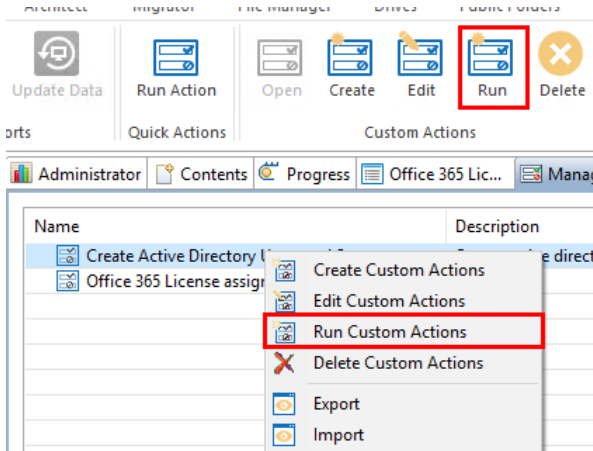 Architect Migrator File Manager Drives Public Folders
Update Data Run Action Open Create Edit Run Delete
orts Quick Actions Custom Actions
Administrator Contents Progress Office 365 Lic... Manag
Name Description
Create Active Directory direct
Office 365 License assign
Create Custom Actions
Edit Custom Actions
Run Custom Actions
Delete Custom Actions
Export
Import